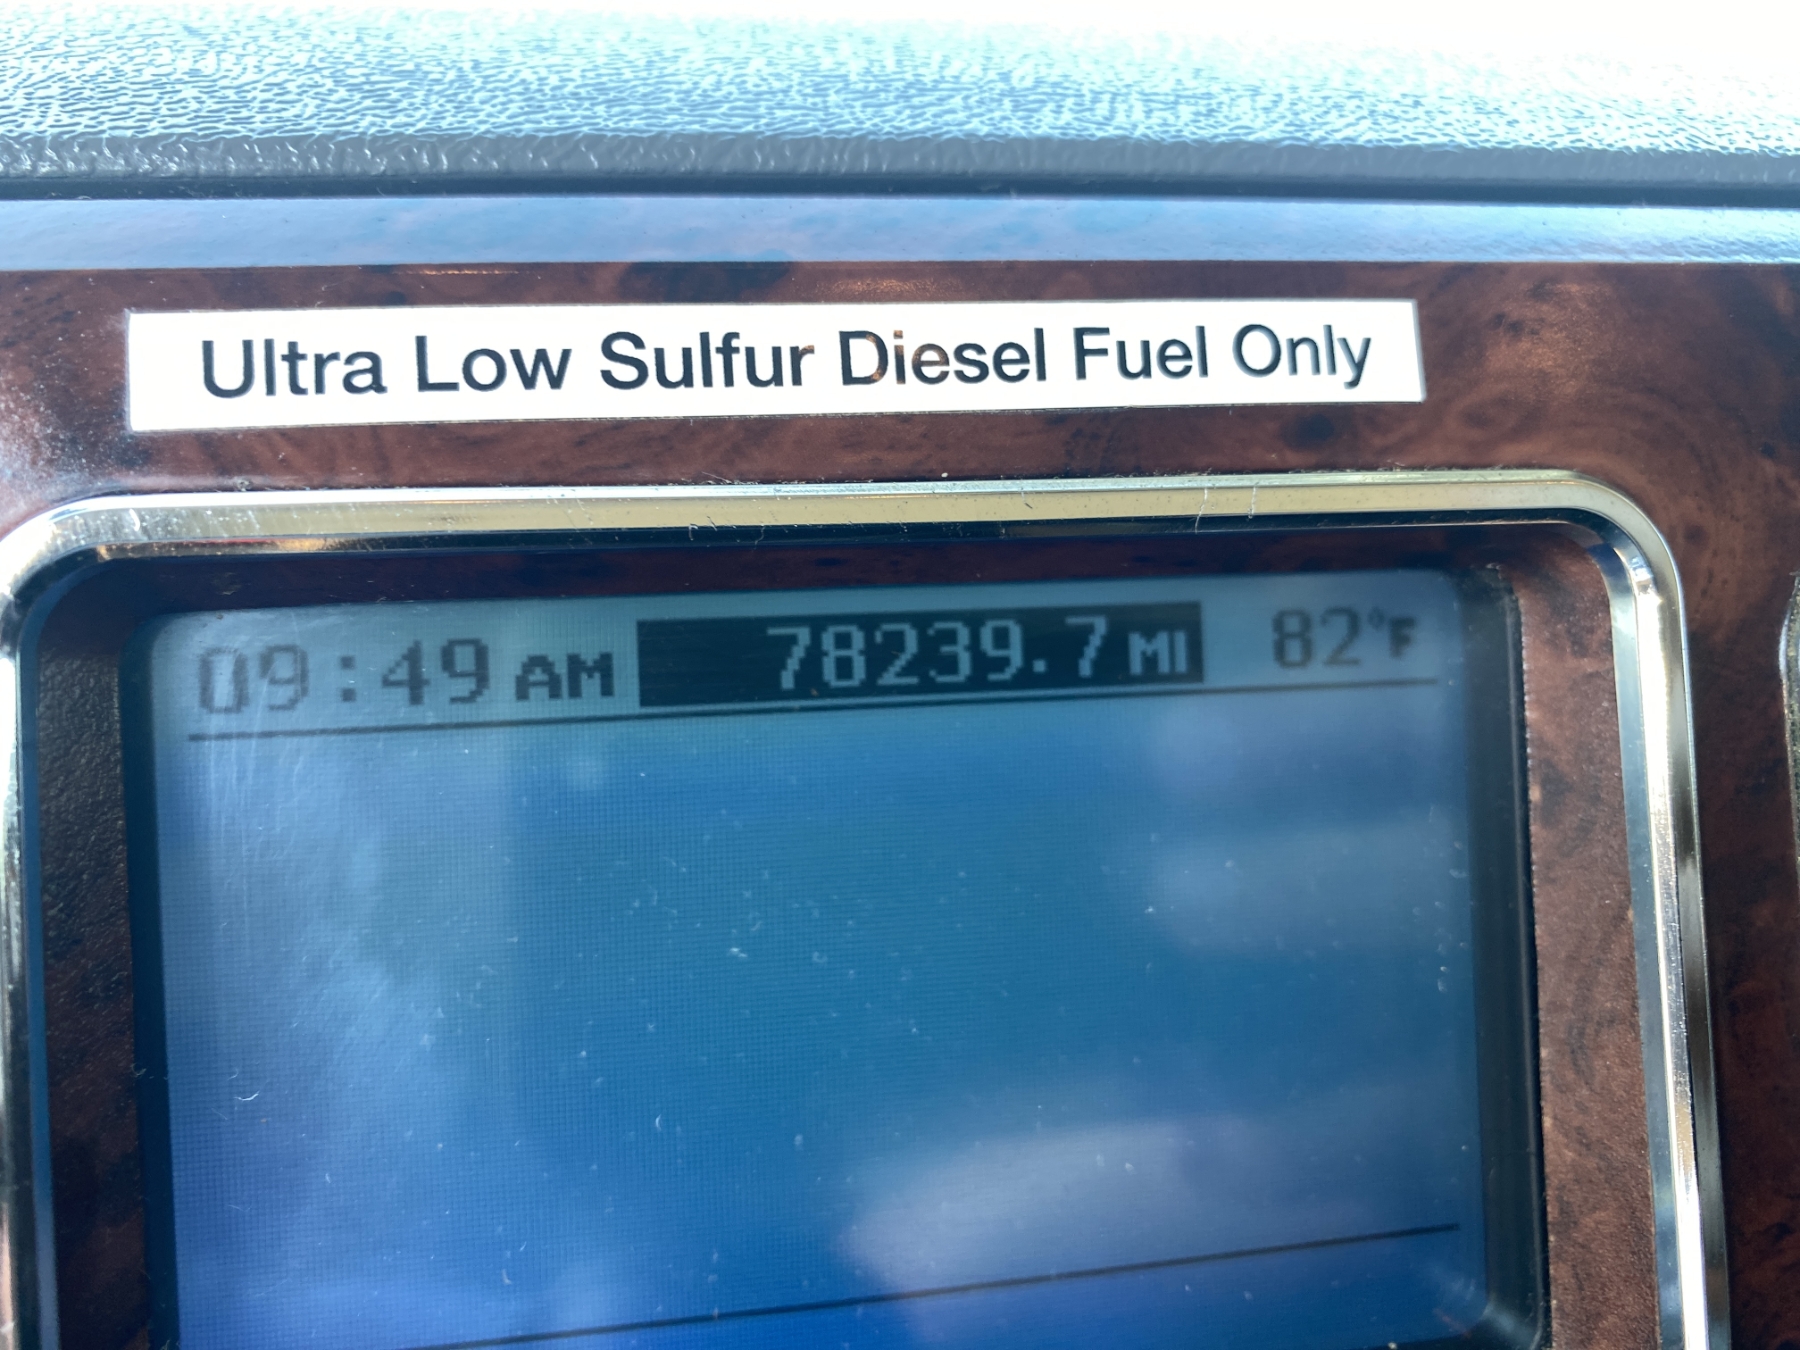 Ultra Low Sulfur Diesel Fuel Only
09:49 AM 78239.7 MI 82°F